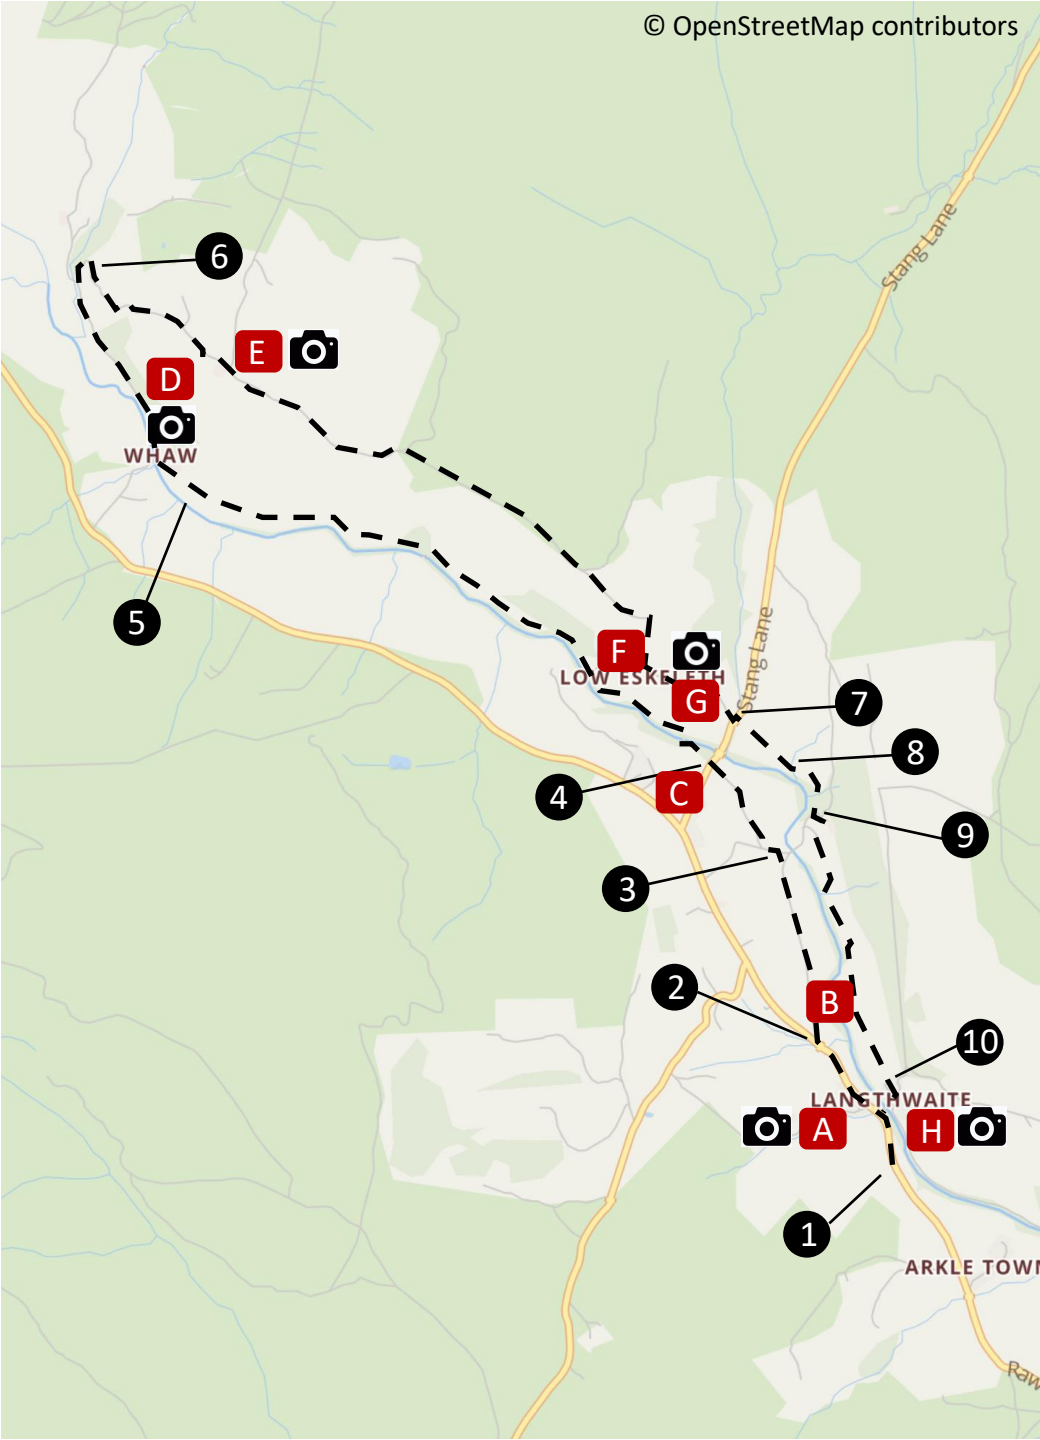 © OpenStreetMap contributors
Stang Lane
6
E
D
WHAW
5
Stang Lane
F
LOW ESKELETH
G
7
8
4
C
9
3
2
B
10
LANGTHWAITE
A
H
1
ARKLE TOWN
Raw